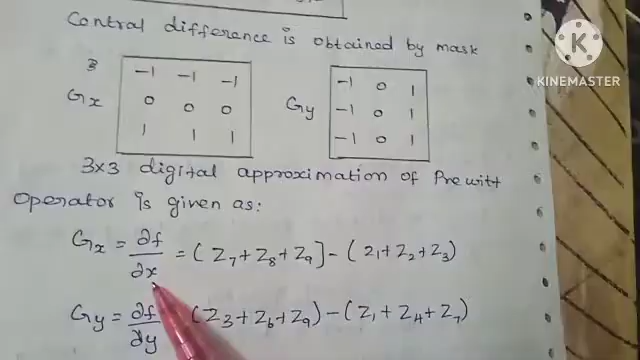 Central difference is obtained by mask
KINEMASTER
Gx
-1 -1 -1
0 0 0
1 1 1
Gy
-1 0 1
-1 0 1
-1 0 1
3x3 digital approximation of Prewitt
Operator is given as:
Gx = ∂f/∂x = (Z7+Z8+Z9] - (Z1+Z2+Z3)
Gy = ∂f/∂y (Z3+Z6+Z9) - (Z1+Z4+Z7)